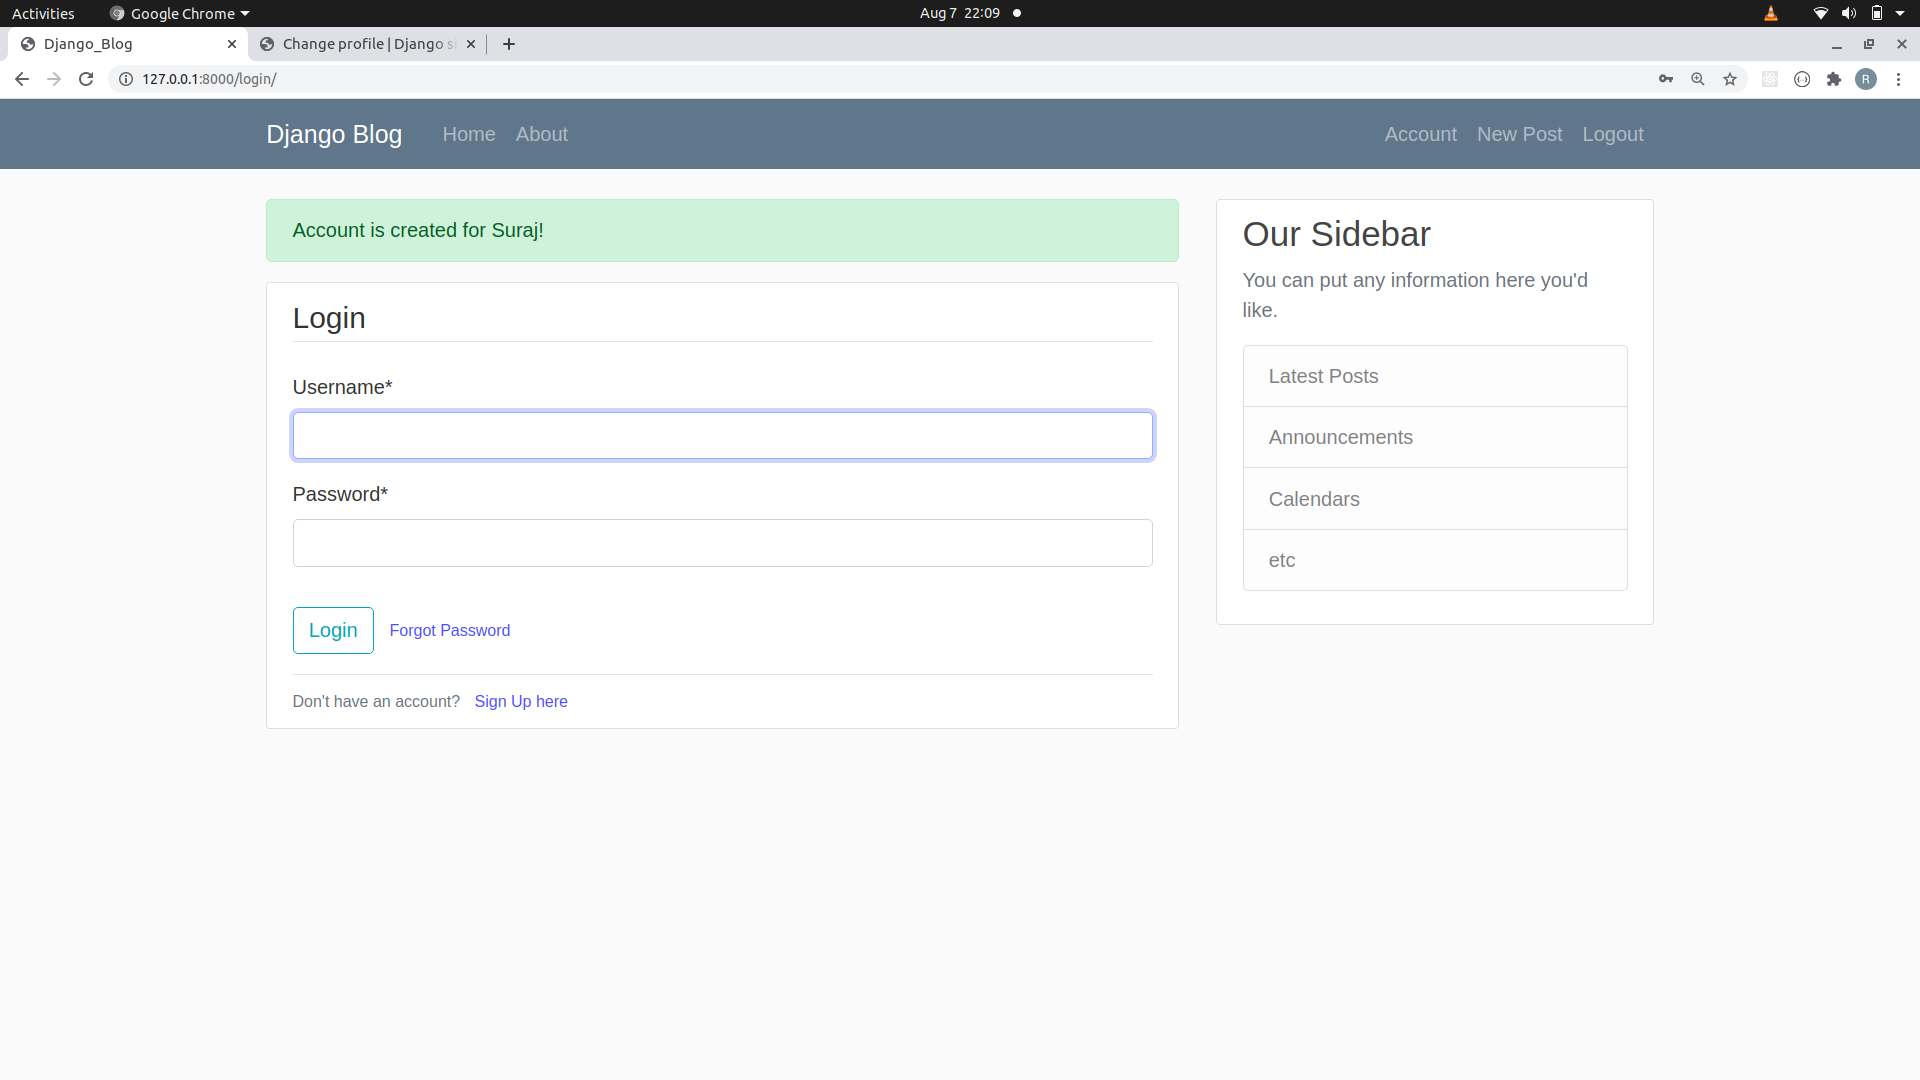 Activities
Google Chrome
Aug 7 22:09
Django_Blog
Change profile | Django
127.0.0.1:8000/login/
R
Django Blog
Home
About
Account
New Post
Logout
Account is created for Suraj!
Login
Username*
Password*
Login
Forgot Password
Don't have an account? Sign Up here
Our Sidebar
You can put any information here you'd
like.
Latest Posts
Announcements
Calendars
etc